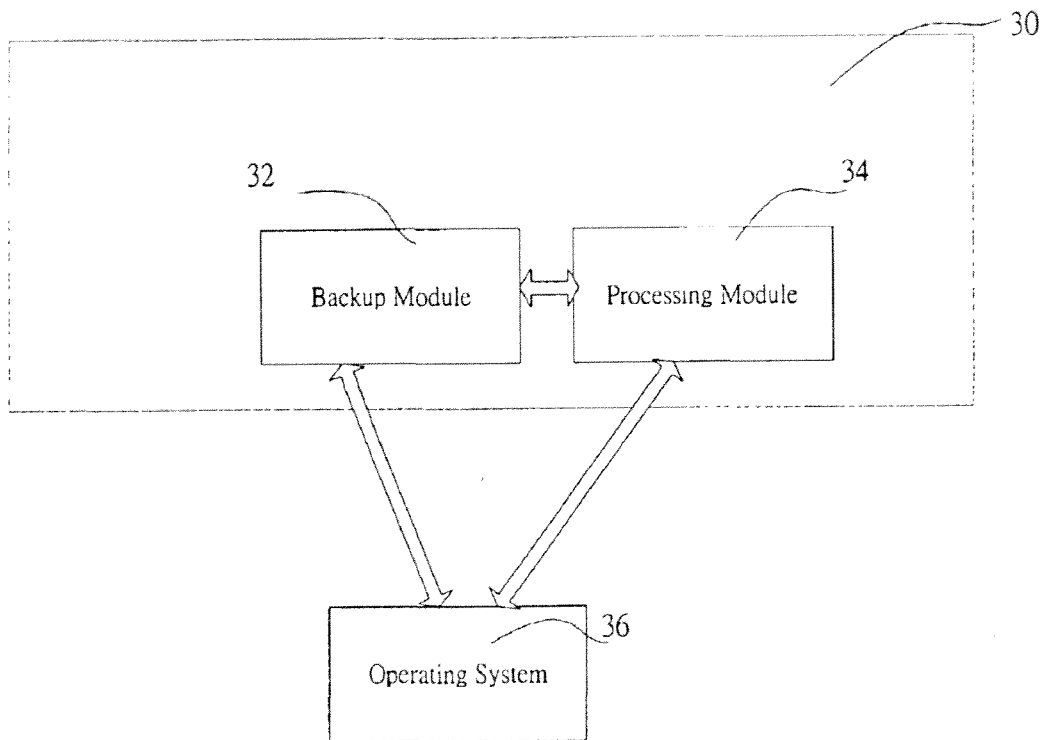 30
32
34
Backup Module
Processing Module
36
Operating System